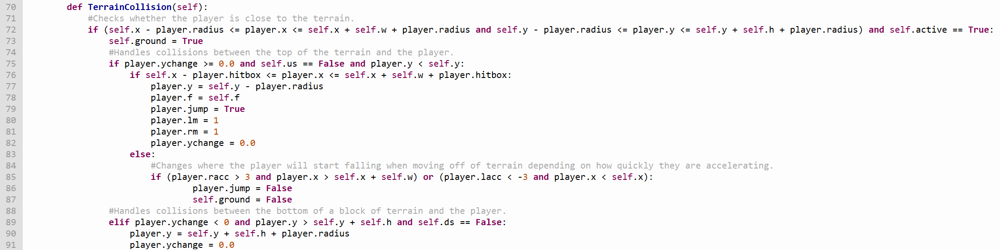 70 def TerrainCollision(self):
71 #Checks whether the player is close to the terrain.
72 if (self.x - player.radius <= player.x <= self.x + self.w + player.radius and self.y - player.radius <= player.y <= self.y + self.h + player.radius) and self.active == True:
73 self.ground = True
74 #Handles collisions between the top of the terrain and the player.
75 if player.ychange >= 0.0 and self.us == False and player.y < self.y:
76 if self.x - player.hitbox <= player.x <= self.x + self.w + player.hitbox:
77 player.y = self.y - player.radius
78 player.f = self.f
79 player.jump = True
80 player.lm = 1
81 player.rm = 1
82 player.ychange = 0.0
83 else:
84 #Changes where the player will start falling when moving off of terrain depending on how quickly they are accelerating.
85 if (player.racc > 3 and player.x > self.x + self.w) or (player.lacc < -3 and player.x < self.x):
86 player.jump = False
87 self.ground = False
88 #Handles collisions between the bottom of a block of terrain and the player.
89 elif player.ychange < 0 and player.y > self.y + self.h and self.ds == False:
90 player.y = self.y + self.h + player.radius
91 player.ychange = 0.0